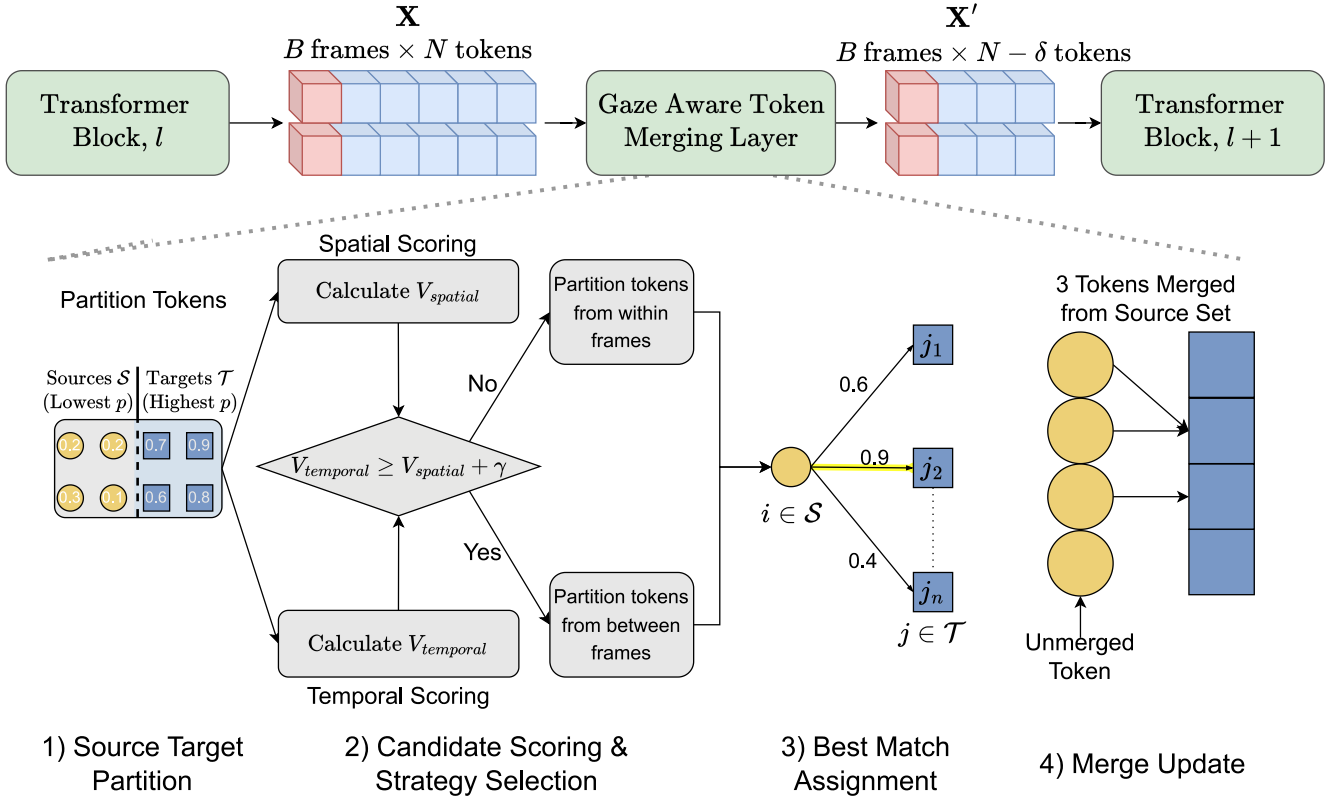 X
B frames × N tokens
X′
B frames × N − δ tokens
Transformer
Block, l
Gaze Aware Token
Merging Layer
Transformer
Block, l + 1
Partition Tokens
Sources S
(Lowest p)
Targets T
(Highest p)
0.2 0.2 0.7 0.9
0.3 0.1 0.6 0.8
Spatial Scoring
Calculate V_spatial
V_temporal ≥ V_spatial + γ
Calculate V_temporal
Temporal Scoring
No
Yes
Partition tokens
from within
frames
Partition tokens
from between
frames
i ∈ S
0.6
0.9
0.4
j₁
j₂
jₙ
j ∈ T
3 Tokens Merged
from Source Set
Unmerged
Token
1) Source Target
Partition
2) Candidate Scoring &
Strategy Selection
3) Best Match
Assignment
4) Merge Update